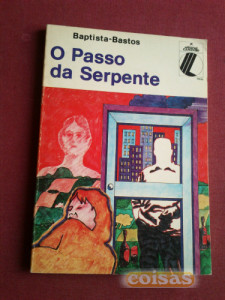 Baptista-Bastos
O Passo
da Serpente
coisas